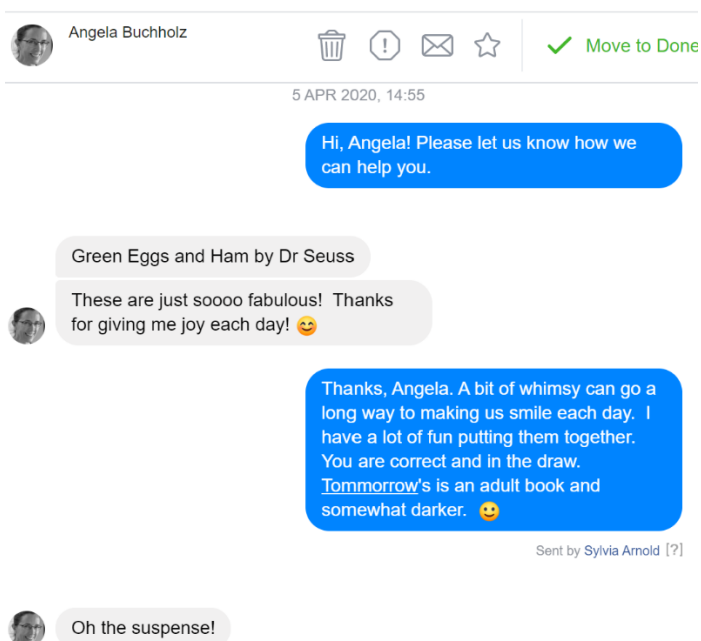 Angela Buchholz
Move to Done
5 APR 2020, 14:55
Hi, Angela! Please let us know how we
can help you.
Green Eggs and Ham by Dr Seuss
These are just soooo fabulous! Thanks
for giving me joy each day! 😊
Thanks, Angela. A bit of whimsy can go a
long way to making us smile each day. I
have a lot of fun putting them together.
You are correct and in the draw.
Tommorrow's is an adult book and
somewhat darker. 🙂
Sent by Sylvia Arnold [?]
Oh the suspense!